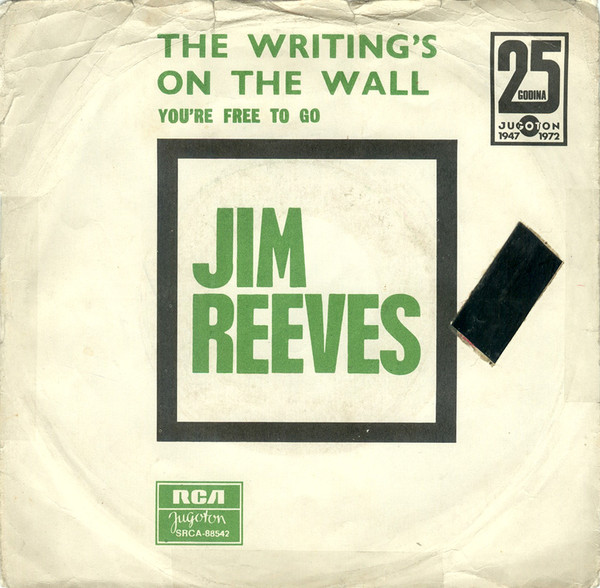 THE WRITING'S
ON THE WALL
YOU'RE FREE TO GO
25
GODINA
JUGOTON
1947 1972
JIM
REEVES
RCA
Jugoton
SRCA-88542